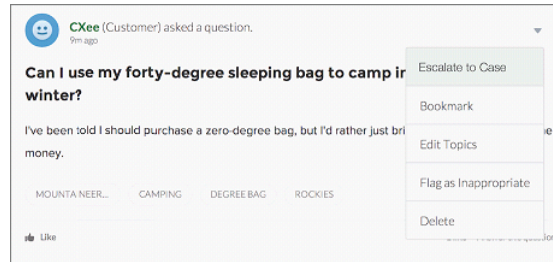 CXee (Customer) asked a question.
9m ago
Can I use my forty-degree sleeping bag to camp in
winter?
I've been told I should purchase a zero-degree bag, but I'd rather just bri
money.
MOUNTA NEER... CAMPING DEGREE BAG ROCKIES
Like
Escalate to Case
Bookmark
Edit Topics
Flag as Inappropriate
Delete